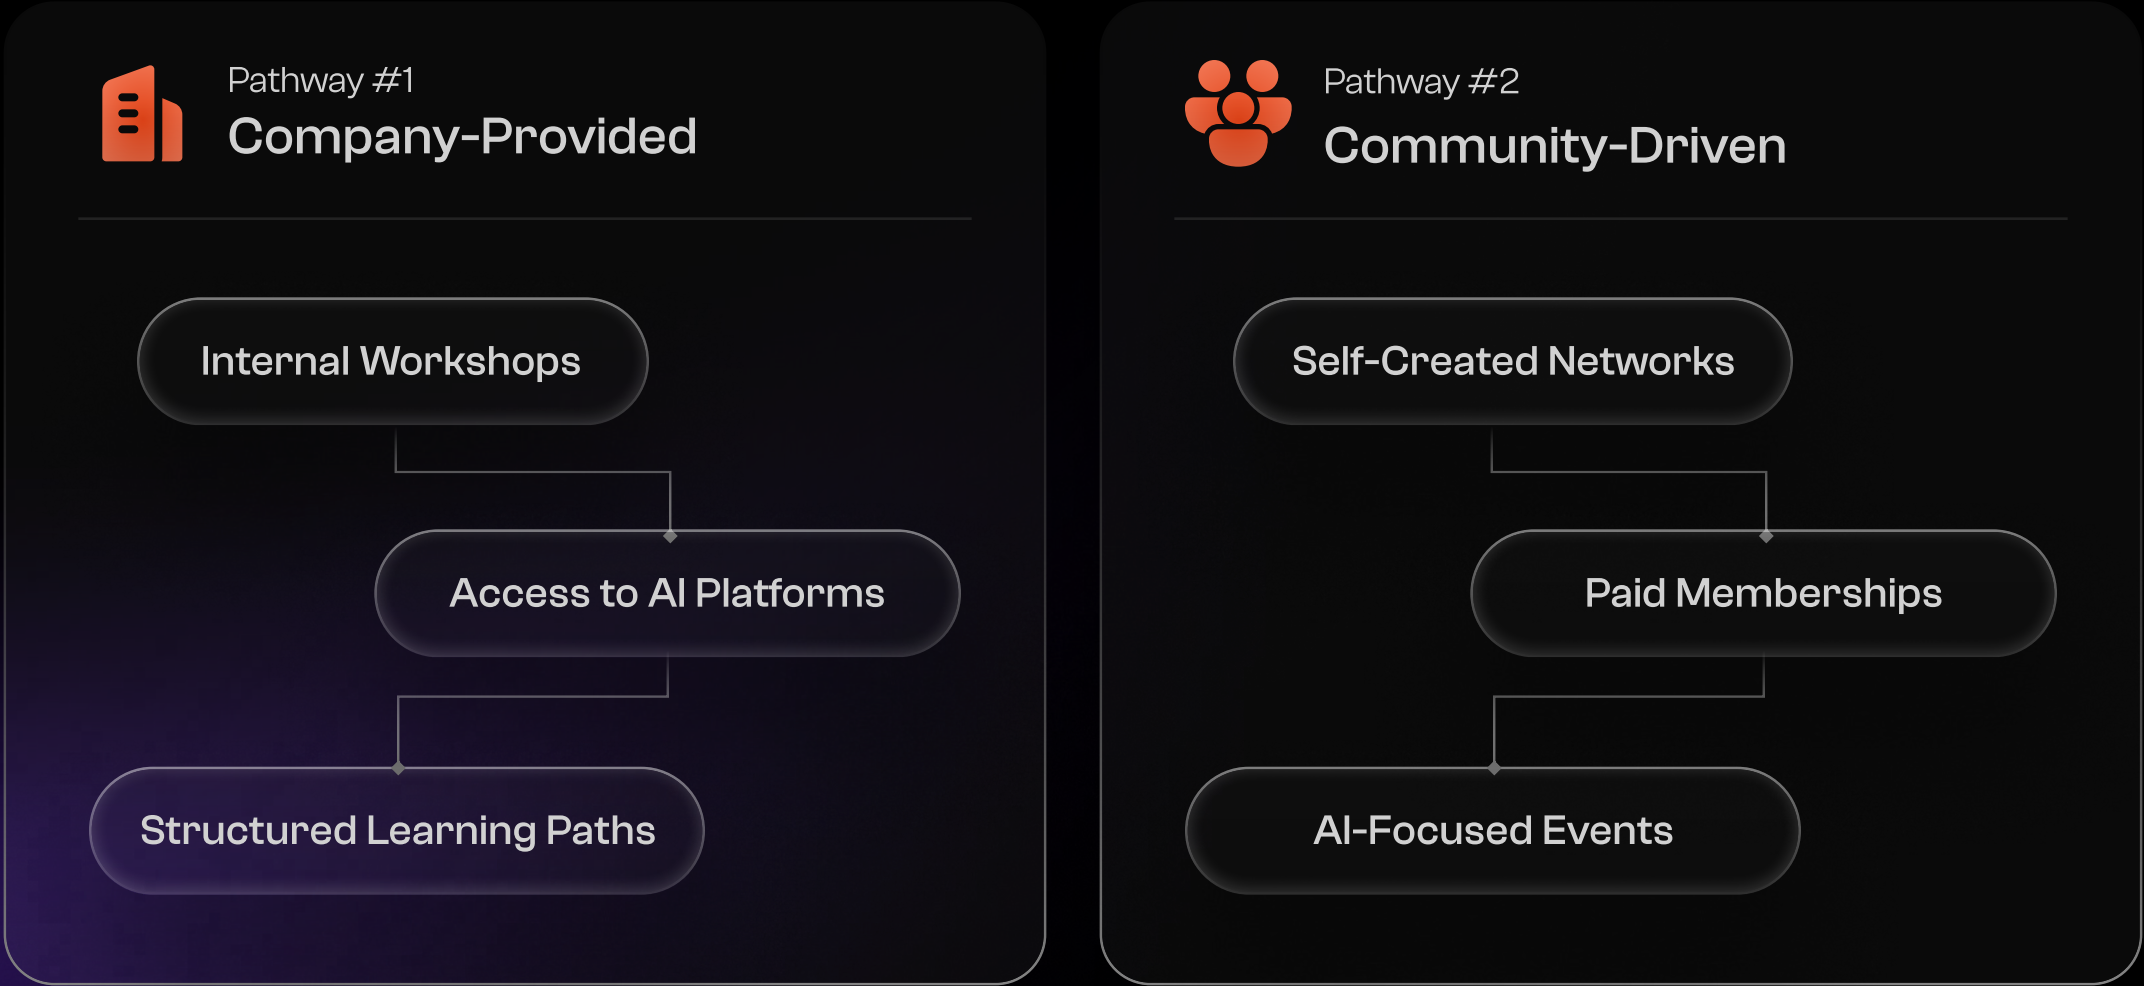 Pathway #1
Company-Provided
Internal Workshops
Access to AI Platforms
Structured Learning Paths
Pathway #2
Community-Driven
Self-Created Networks
Paid Memberships
AI-Focused Events